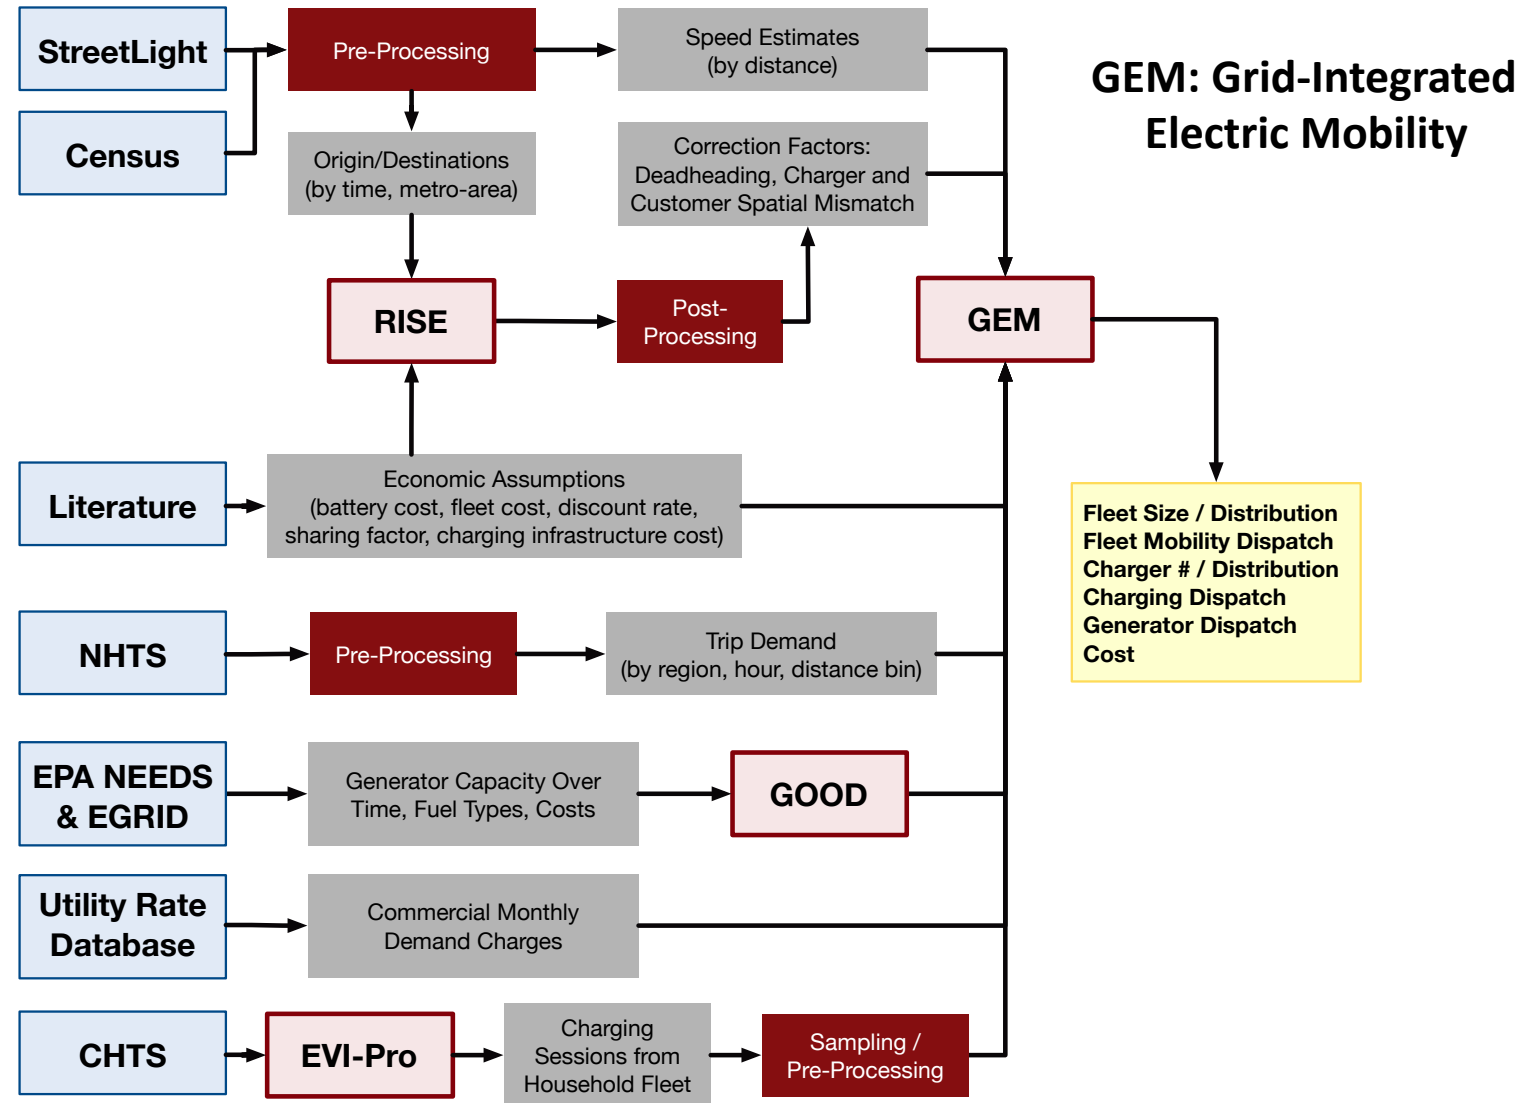 GEM: Grid-Integrated
Electric Mobility
StreetLight
Pre-Processing
Speed Estimates
(by distance)
Census
Origin/Destinations
(by time, metro-area)
Correction Factors:
Deadheading, Charger and
Customer Spatial Mismatch
RISE
Post-
Processing
GEM
Literature
Economic Assumptions
(battery cost, fleet cost, discount rate,
sharing factor, charging infrastructure cost)
Fleet Size / Distribution
Fleet Mobility Dispatch
Charger # / Distribution
Charging Dispatch
Generator Dispatch
Cost
NHTS
Pre-Processing
Trip Demand
(by region, hour, distance bin)
EPA NEEDS
& EGRID
Generator Capacity Over
Time, Fuel Types, Costs
GOOD
Utility Rate
Database
Commercial Monthly
Demand Charges
CHTS
EVI-Pro
Charging
Sessions from
Household Fleet
Sampling /
Pre-Processing